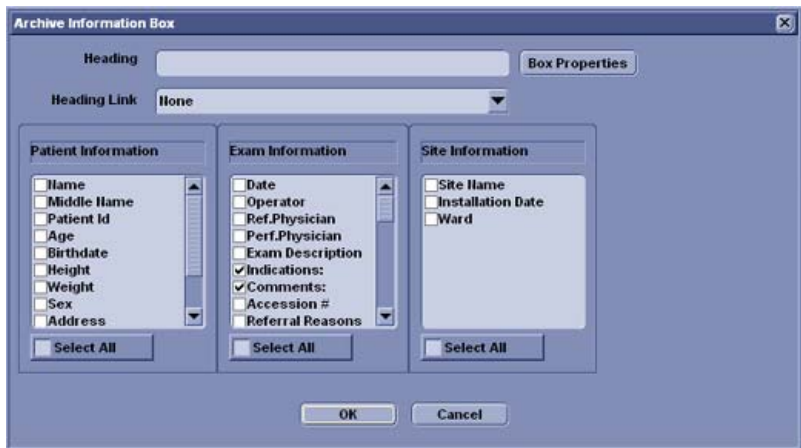 Archive Information Box
Heading
Box Properties
Heading Link None
Patient Information
Name
Middle Name
Patient Id
Age
Birthdate
Height
Weight
Sex
Address
Select All
Exam Information
Date
Operator
Ref.Physician
Perf.Physician
Exam Description
Indications:
Comments:
Accession #
Referral Reasons
Select All
Site Information
Site Name
Installation Date
Ward
Select All
OK
Cancel